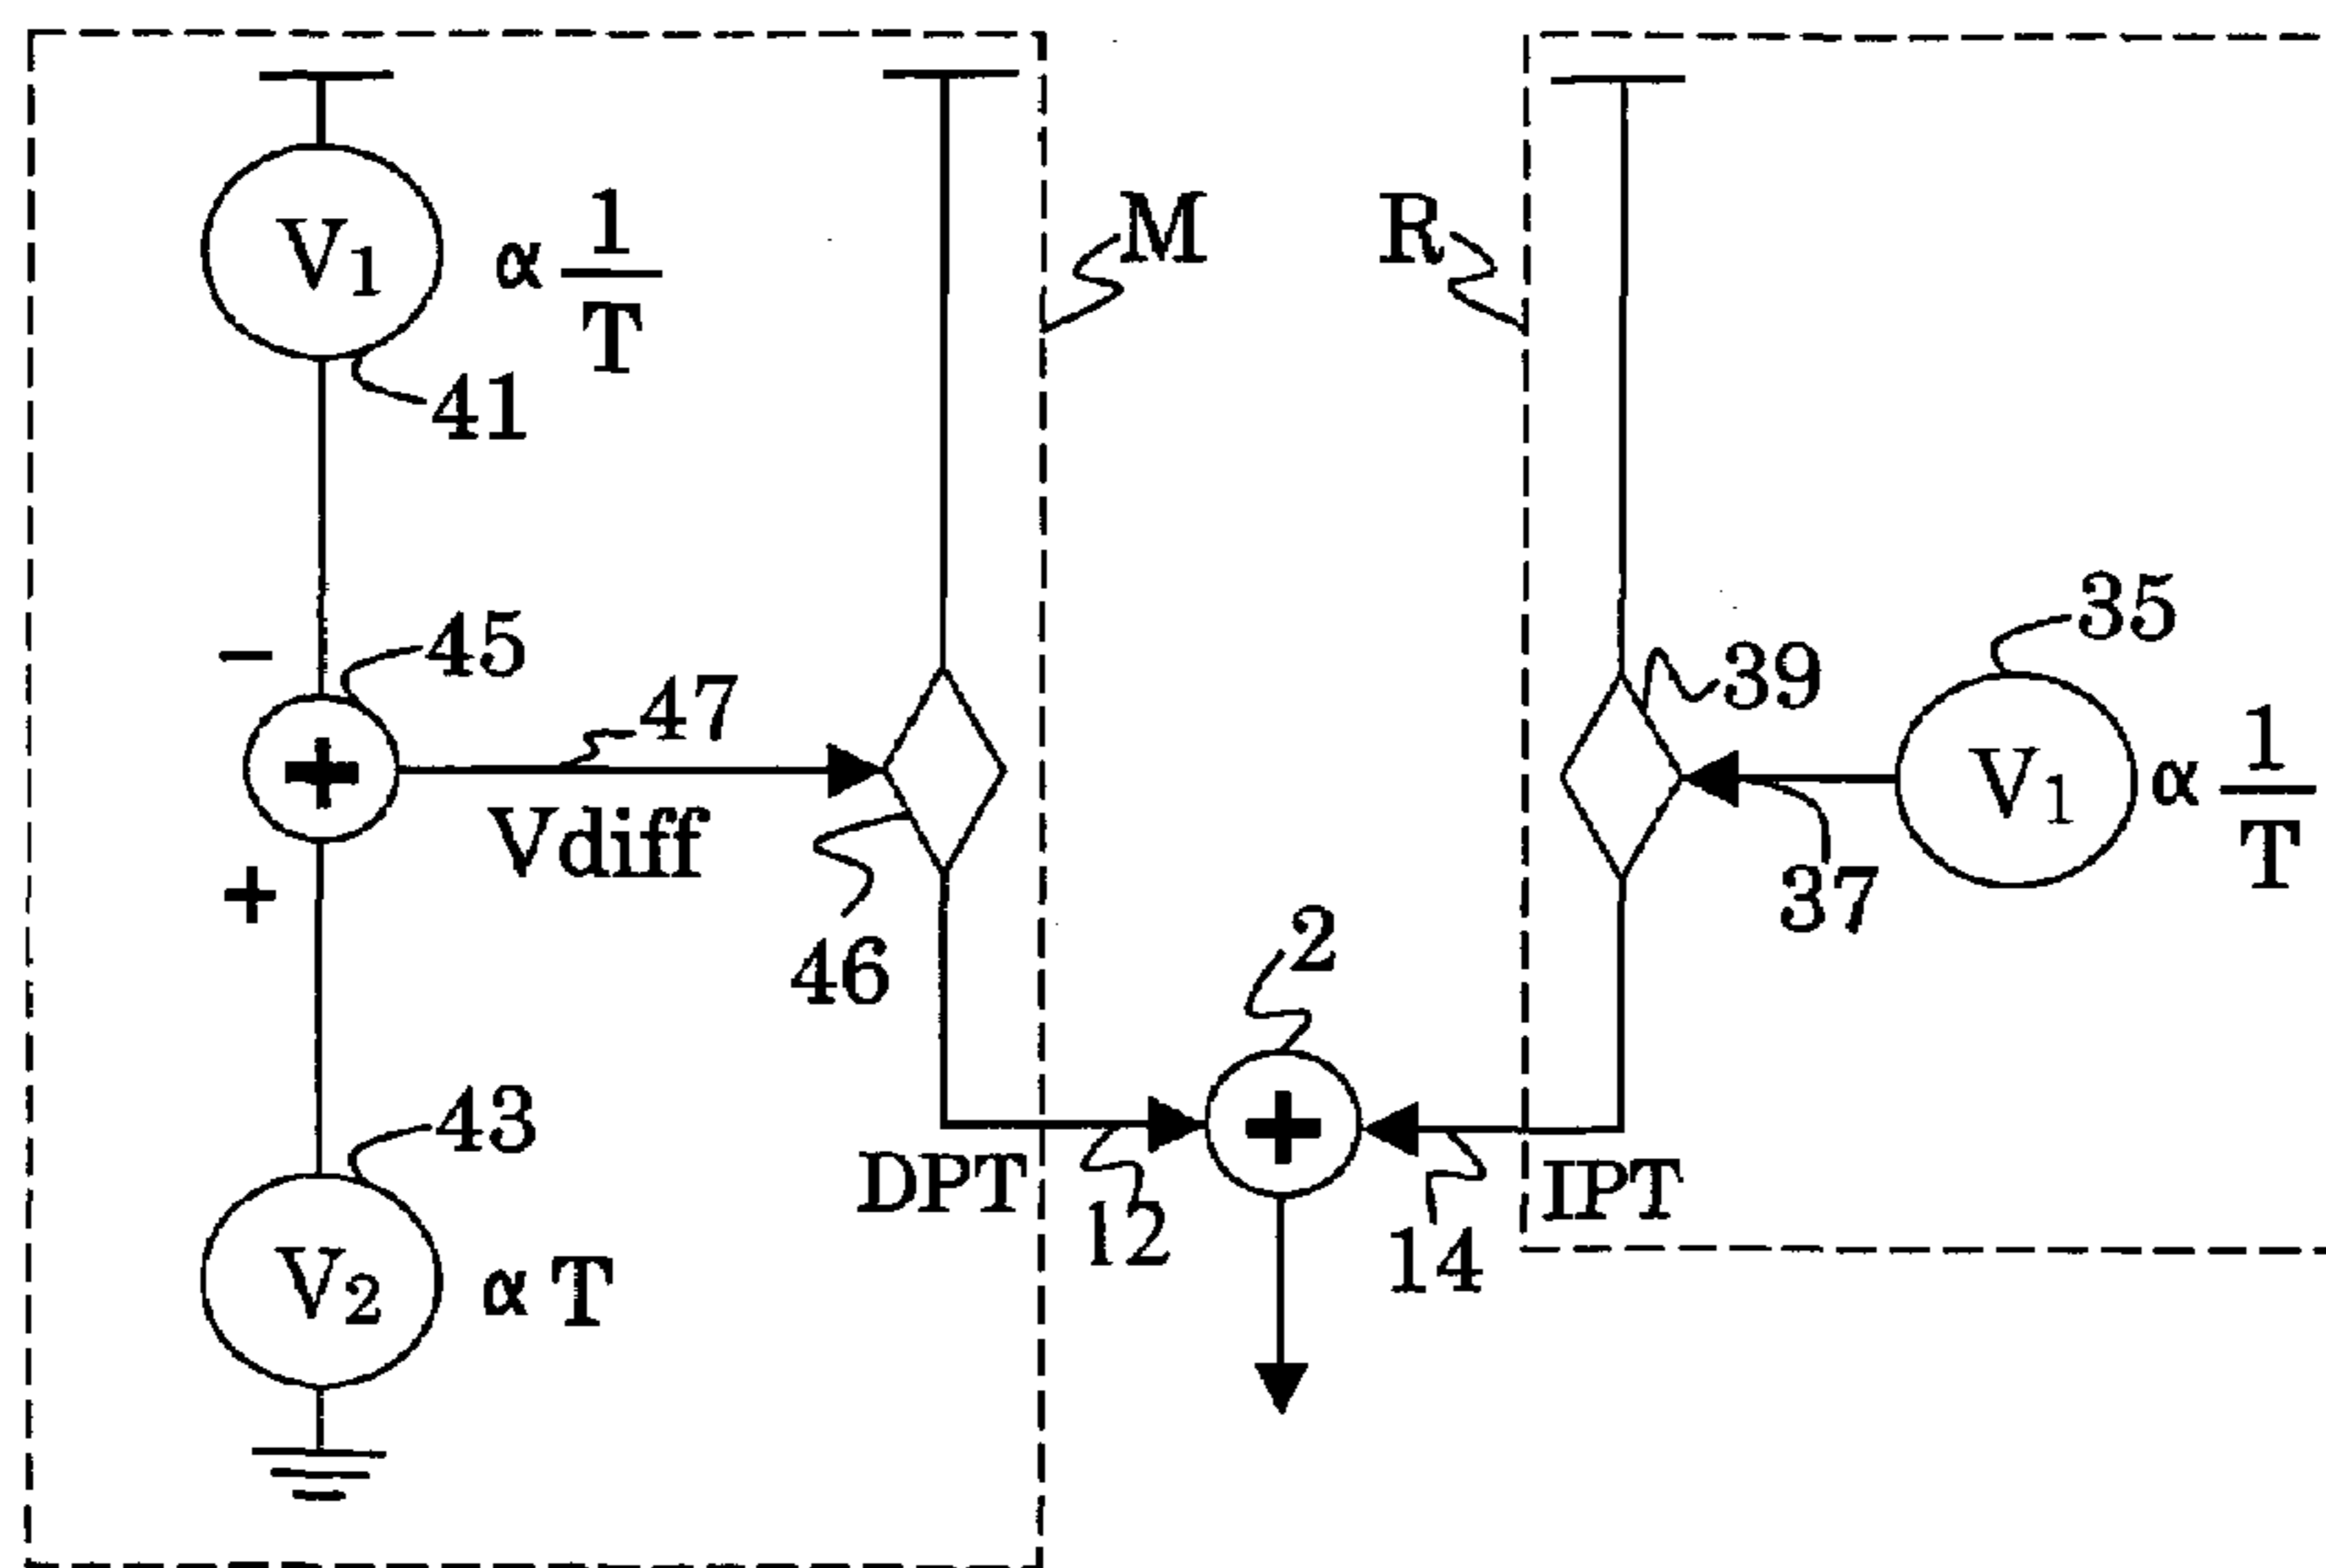 V₁ α 1/T
41
M
R
− 45
+
47
Vdiff
+
46
39
35
V₁ α 1/T
37
2
+
43
V₂ α T
DPT
12
14
IPT